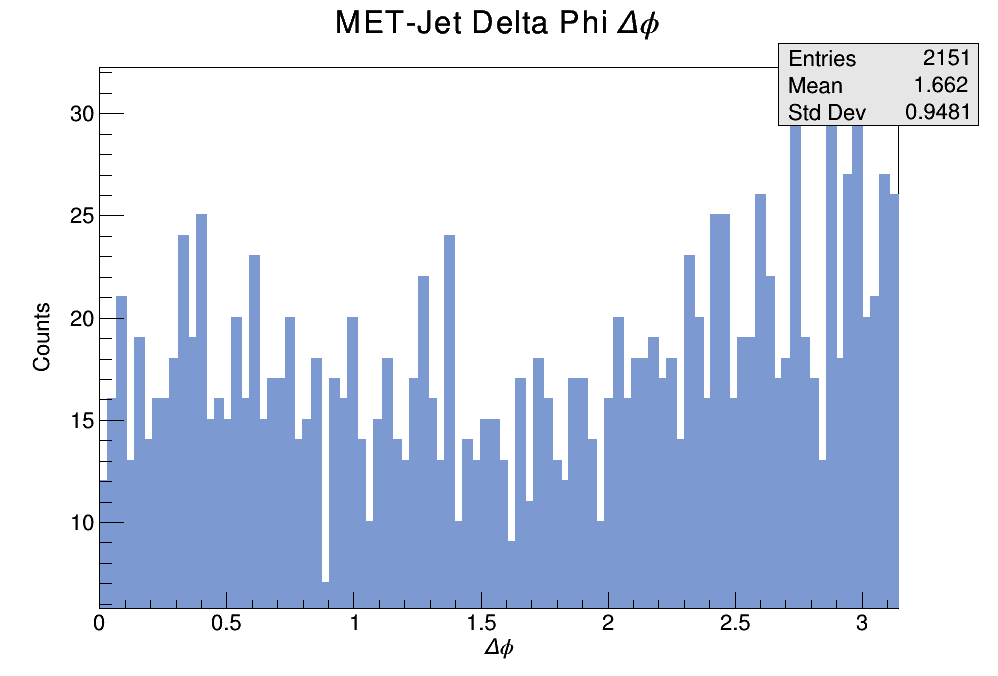 MET-Jet Delta Phi Δϕ
Entries 2151
Mean 1.662
Std Dev 0.9481
30
25
20
15
10
Counts
0 0.5 1 1.5 2 2.5 3
Δϕ